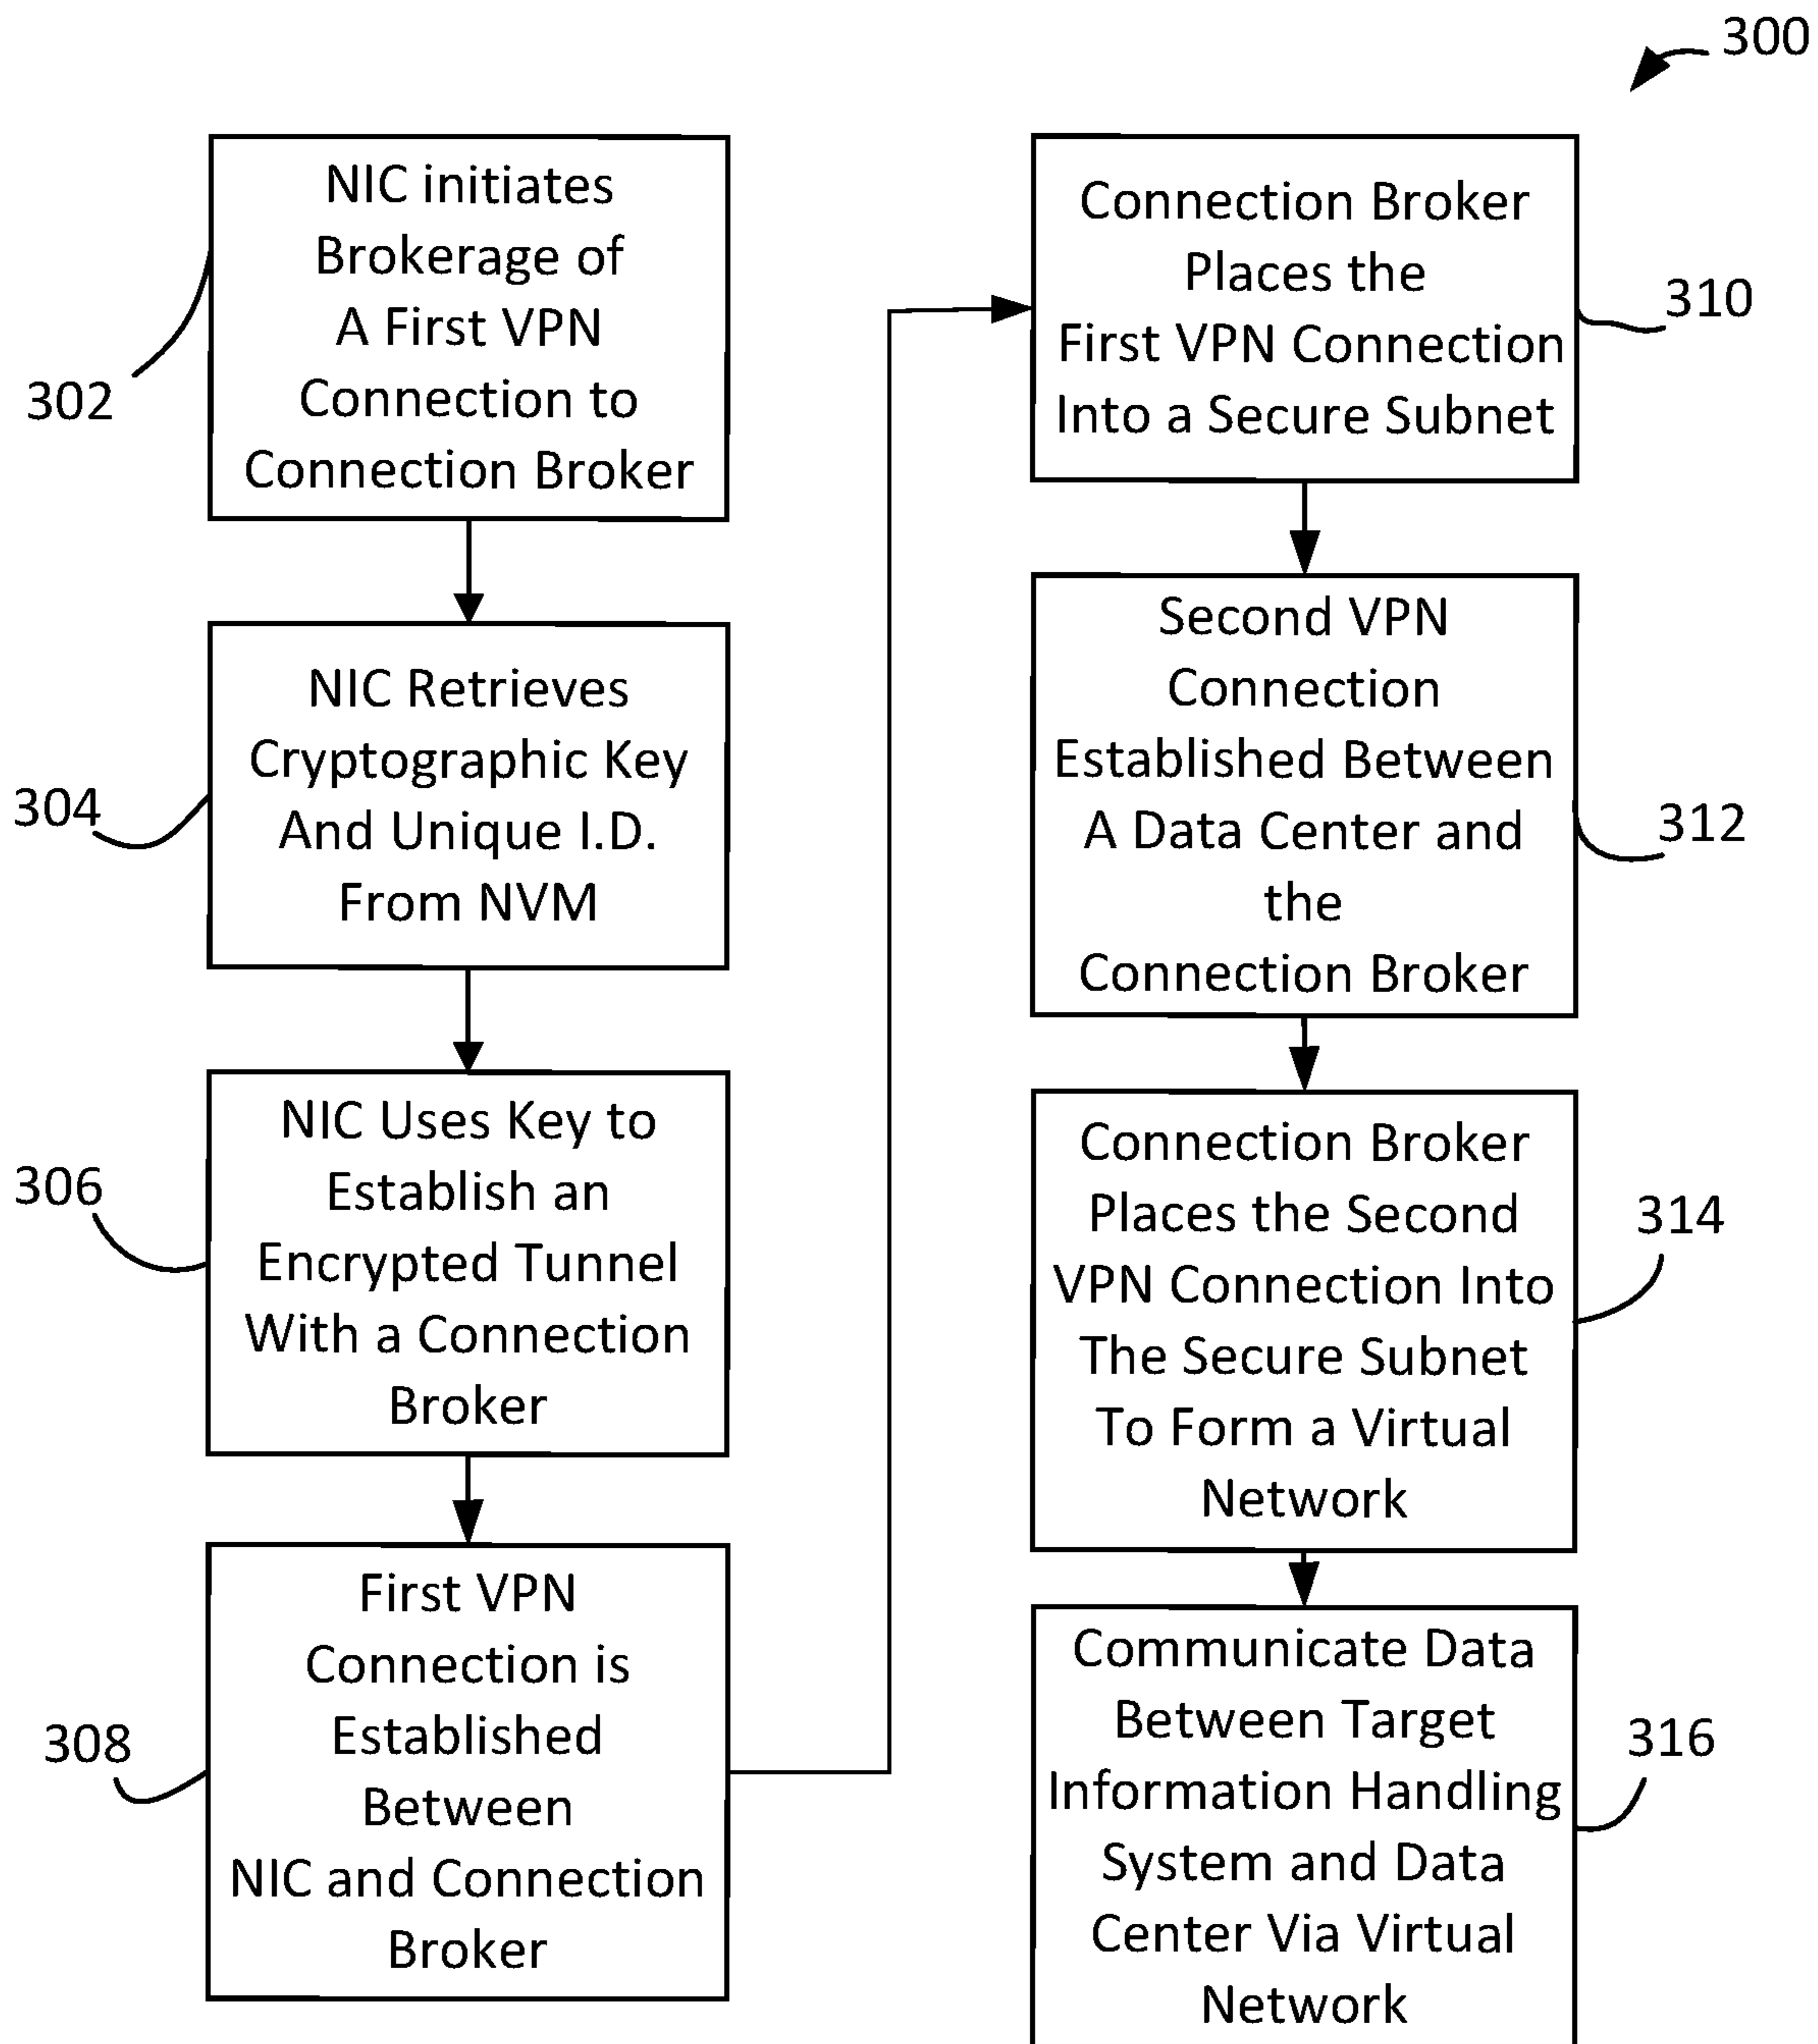 300
NIC initiates
Brokerage of
A First VPN
Connection to
Connection Broker
302
NIC Retrieves
Cryptographic Key
And Unique I.D.
From NVM
304
NIC Uses Key to
Establish an
Encrypted Tunnel
With a Connection
Broker
306
First VPN
Connection is
Established
Between
NIC and Connection
Broker
308
Connection Broker
Places the
First VPN Connection
Into a Secure Subnet
310
Second VPN
Connection
Established Between
A Data Center and
the
Connection Broker
312
Connection Broker
Places the Second
VPN Connection Into
The Secure Subnet
To Form a Virtual
Network
314
Communicate Data
Between Target
Information Handling
System and Data
Center Via Virtual
Network
316